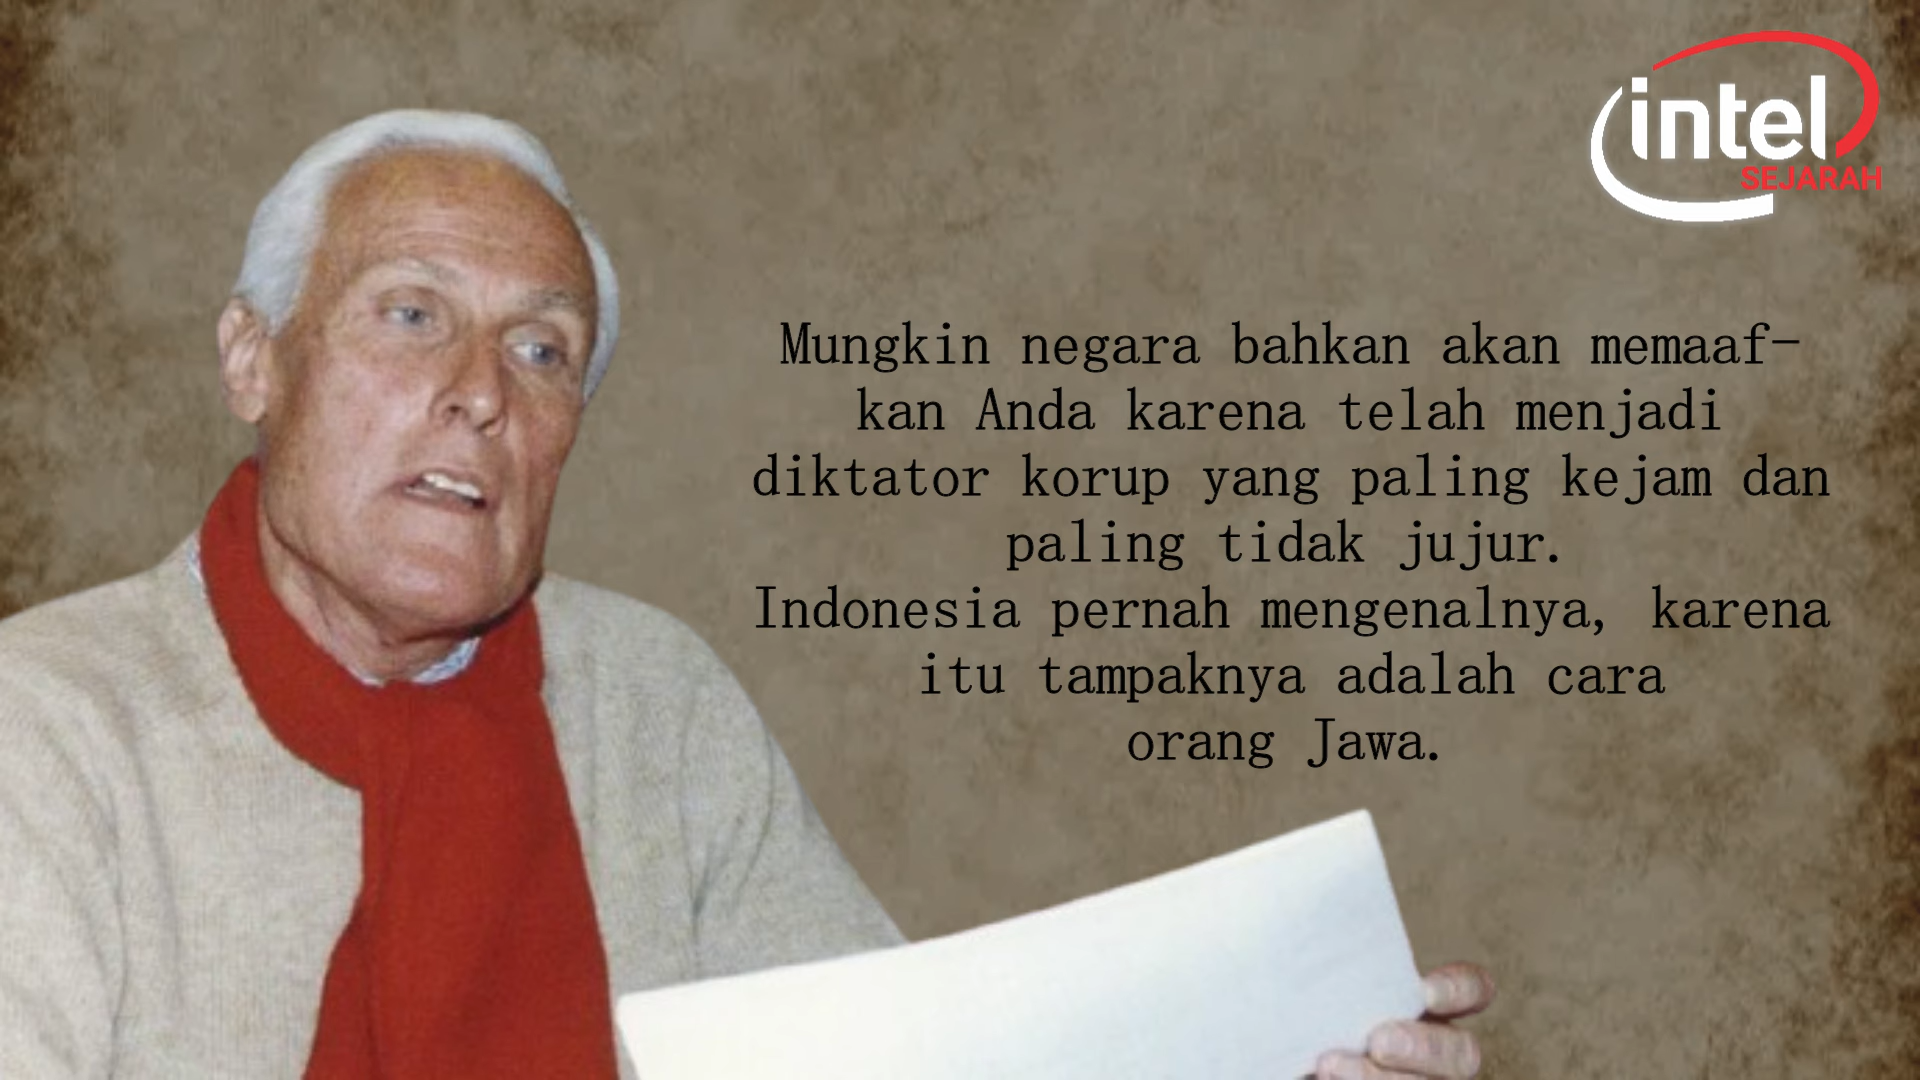 intel
SEJARAH
Mungkin negara bahkan akan memaaf-
kan Anda karena telah menjadi
diktator korup yang paling kejam dan
paling tidak jujur.
Indonesia pernah mengenalnya, karena
itu tampaknya adalah cara
orang Jawa.